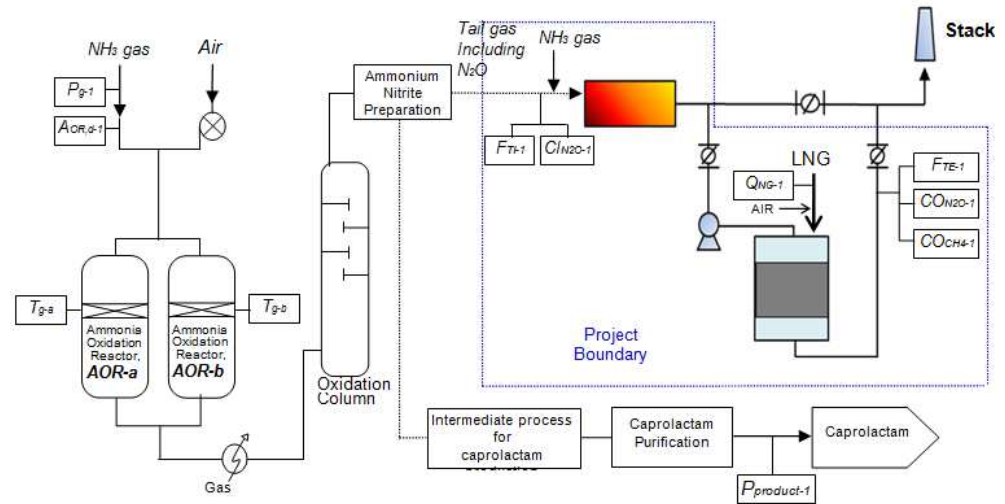 NH3 gas
Air
Pg-1
AOR,d-1
Tg-a
Tg-b
Ammonia
Oxidation
Reactor,
AOR-a
Ammonia
Oxidation
Reactor,
AOR-b
Gas
Oxidation
Column
Ammonium
Nitrite
Preparation
Tail gas
Including
N2O
NH3 gas
FTI-1
CIN2O-1
Stack
LNG
QNG-1
AIR
FTE-1
CON2O-1
COCH4-1
Project
Boundary
Intermediate process
for
caprolactam
Caprolactam
Purification
Caprolactam
Pproduct-1